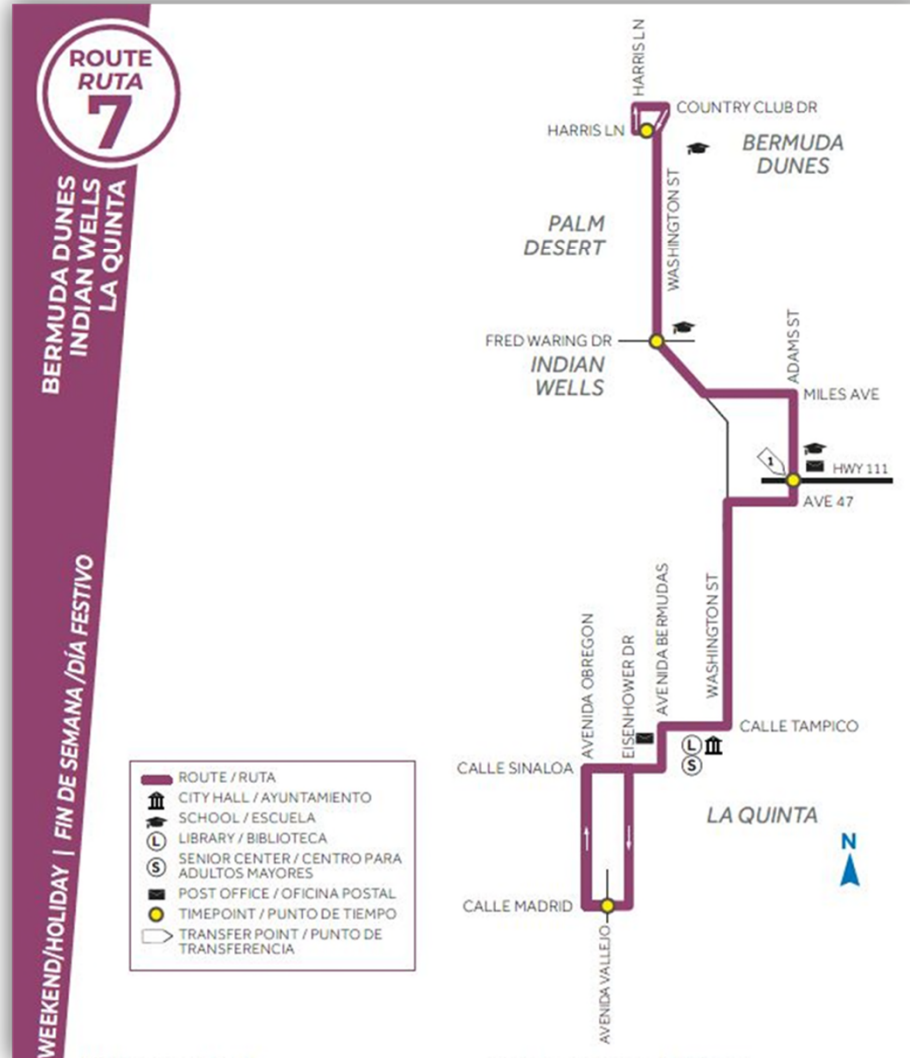 ROUTE
RUTA
7
BERMUDA DUNES
INDIAN WELLS
LA QUINTA
WEEKEND/HOLIDAY | FIN DE SEMANA /DÍA FESTIVO
HARRIS LN
COUNTRY CLUB DR
HARRIS LN
BERMUDA
DUNES
WASHINGTON ST
PALM
DESERT
FRED WARING DR
INDIAN
WELLS
ADAMS ST
MILES AVE
1
HWY 111
AVE 47
AVENIDA OBREGON
EISENHOWER DR
AVENIDA BERMUDAS
WASHINGTON ST
CALLE TAMPICO
L
S
CALLE SINALOA
LA QUINTA
N
CALLE MADRID
AVENIDA VALLEJO
ROUTE / RUTA
CITY HALL / AYUNTAMIENTO
SCHOOL / ESCUELA
L LIBRARY / BIBLIOTECA
S SENIOR CENTER / CENTRO PARA
ADULTOS MAYORES
POST OFFICE / OFICINA POSTAL
TIMEPOINT / PUNTO DE TIEMPO
TRANSFER POINT / PUNTO DE
TRANSFERENCIA